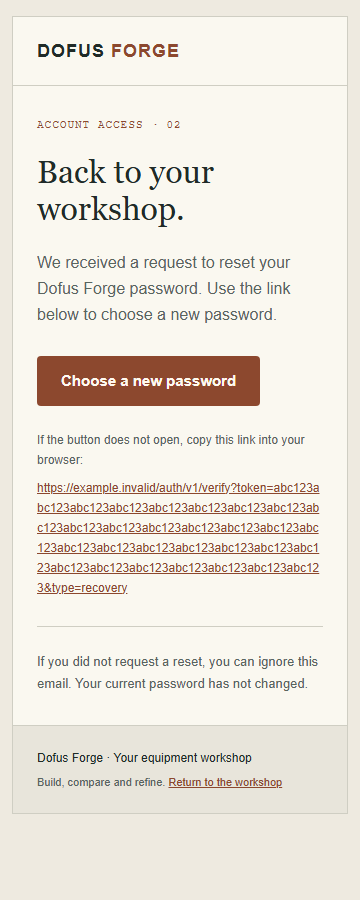 DOFUS FORGE
ACCOUNT ACCESS · 02
Back to your
workshop.
We received a request to reset your
Dofus Forge password. Use the link
below to choose a new password.
Choose a new password
If the button does not open, copy this link into your
browser:
https://example.invalid/auth/v1/verify?token=abc123a
bc123abc123abc123abc123abc123abc123abc123ab
c123abc123abc123abc123abc123abc123abc123abc
123abc123abc123abc123abc123abc123abc123abc1
23abc123abc123abc123abc123abc123abc123abc12
3&type=recovery
If you did not request a reset, you can ignore this
email. Your current password has not changed.
Dofus Forge · Your equipment workshop
Build, compare and refine. Return to the workshop